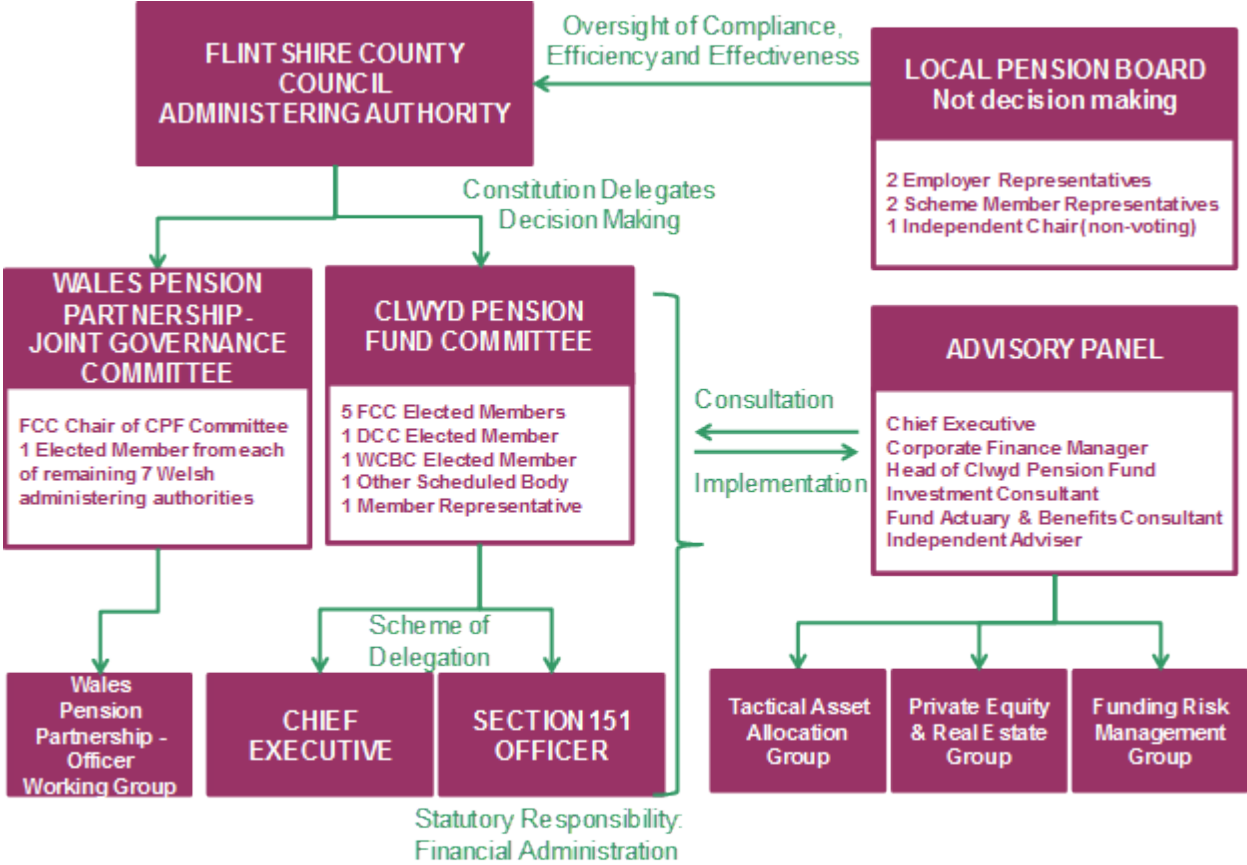 FLINT SHIRE COUNTY
COUNCIL
ADMINISTERING AUTHORITY
Oversight of Compliance,
Efficiency and Effectiveness
LOCAL PENSION BOARD
Not decision making
2 Employer Representatives
2 Scheme Member Representatives
1 Independent Chair (non-voting)
Constitution Delegates
Decision Making
WALES PENSION
PARTNERSHIP-
JOINT GOVERNANCE
COMMITTEE
FCC Chair of CPF Committee
1 Elected Member from each
of remaining 7 Welsh
administering authorities
CLWYD PENSION
FUND COMMITTEE
5 FCC Elected Members
1 DCC Elected Member
1 WCBC Elected Member
1 Other Scheduled Body
1 Member Representative
Consultation
Implementation
ADVISORY PANEL
Chief Executive
Corporate Finance Manager
Head of Clwyd Pension Fund
Investment Consultant
Fund Actuary & Benefits Consultant
Independent Adviser
Scheme of
Delegation
Wales
Pension
Partnership -
Officer
Working Group
CHIEF
EXECUTIVE
SECTION 151
OFFICER
Tactical Asset
Allocation
Group
Private Equity
& Real Estate
Group
Funding Risk
Management
Group
Statutory Responsibility:
Financial Administration